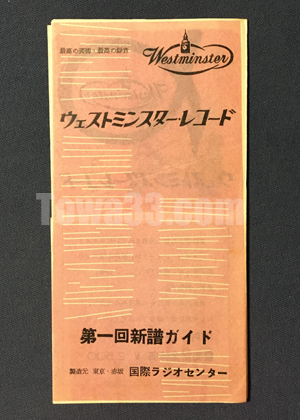 最高の演奏・最高の録音
Westminster
ウェストミンスター・レコード
Towa33.com
第一回新譜ガイド
製造元 東京・赤坂 国際ラジオセンター